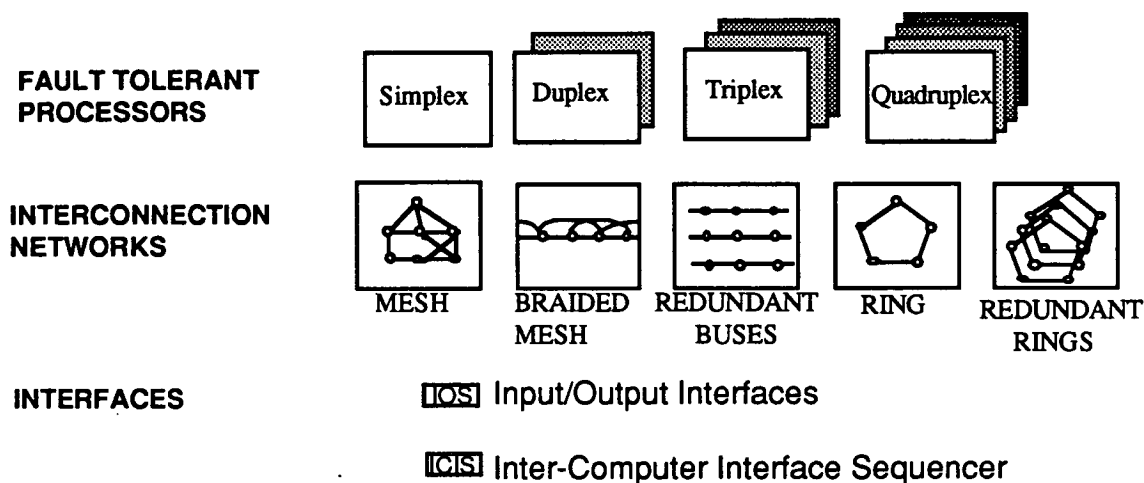 FAULT TOLERANT
PROCESSORS
Simplex
Duplex
Triplex
Quadruplex
INTERCONNECTION
NETWORKS
MESH
BRAIDED
MESH
REDUNDANT
BUSES
RING
REDUNDANT
RINGS
INTERFACES
IOS Input/Output Interfaces
ICIS Inter-Computer Interface Sequencer